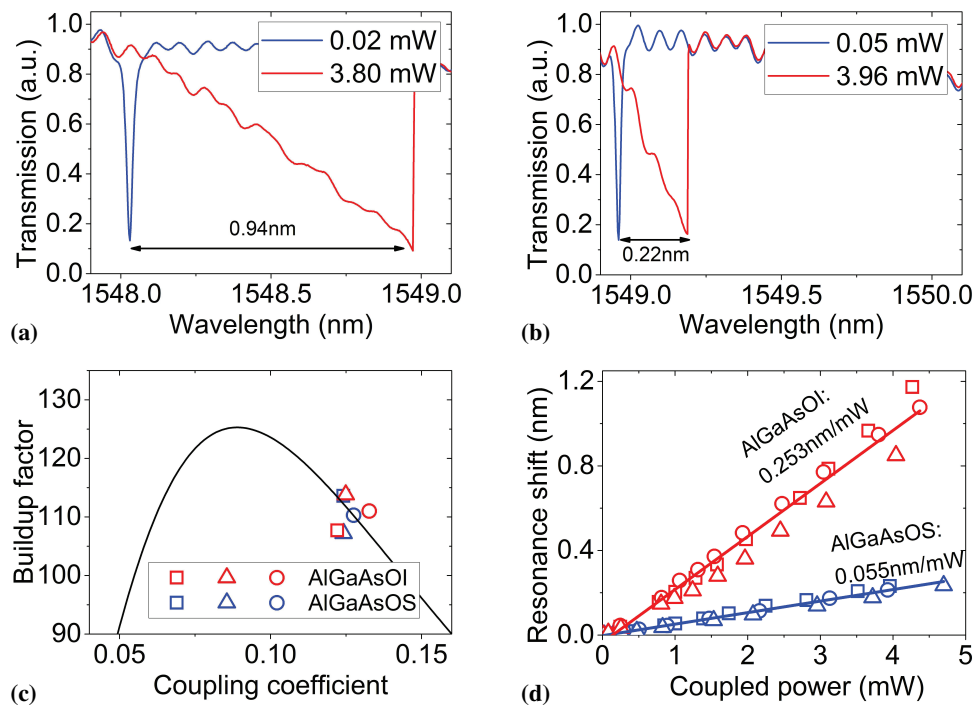 1.0
0.8
0.6
0.4
0.2
0.0
Transmission (a.u.)
0.02 mW
3.80 mW
0.94nm
1548.0
1548.5
1549.0
Wavelength (nm)
(a)
1.0
0.8
0.6
0.4
0.2
0.0
Transmission (a.u.)
0.05 mW
3.96 mW
0.22nm
1549.0
1549.5
1550.0
Wavelength (nm)
(b)
130
120
110
100
90
Buildup factor
AlGaAsOI
AlGaAsOS
0.05
0.10
0.15
Coupling coefficient
(c)
1.2
0.8
0.4
0.0
Resonance shift (nm)
AlGaAsOI:
0.253nm/mW
AlGaAsOS:
0.055nm/mW
0
1
2
3
4
5
Coupled power (mW)
(d)